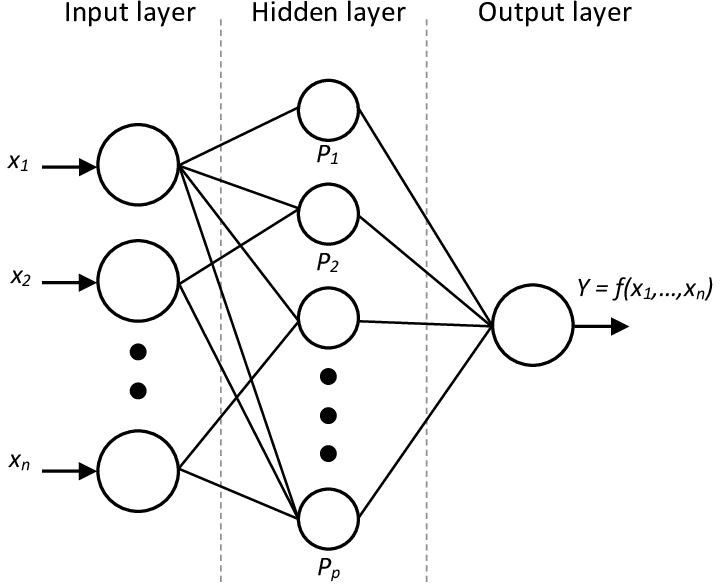 Input layer
Hidden layer
Output layer
x1
P1
x2
P2
Y = f(x1,...,xn)
xn
Pp